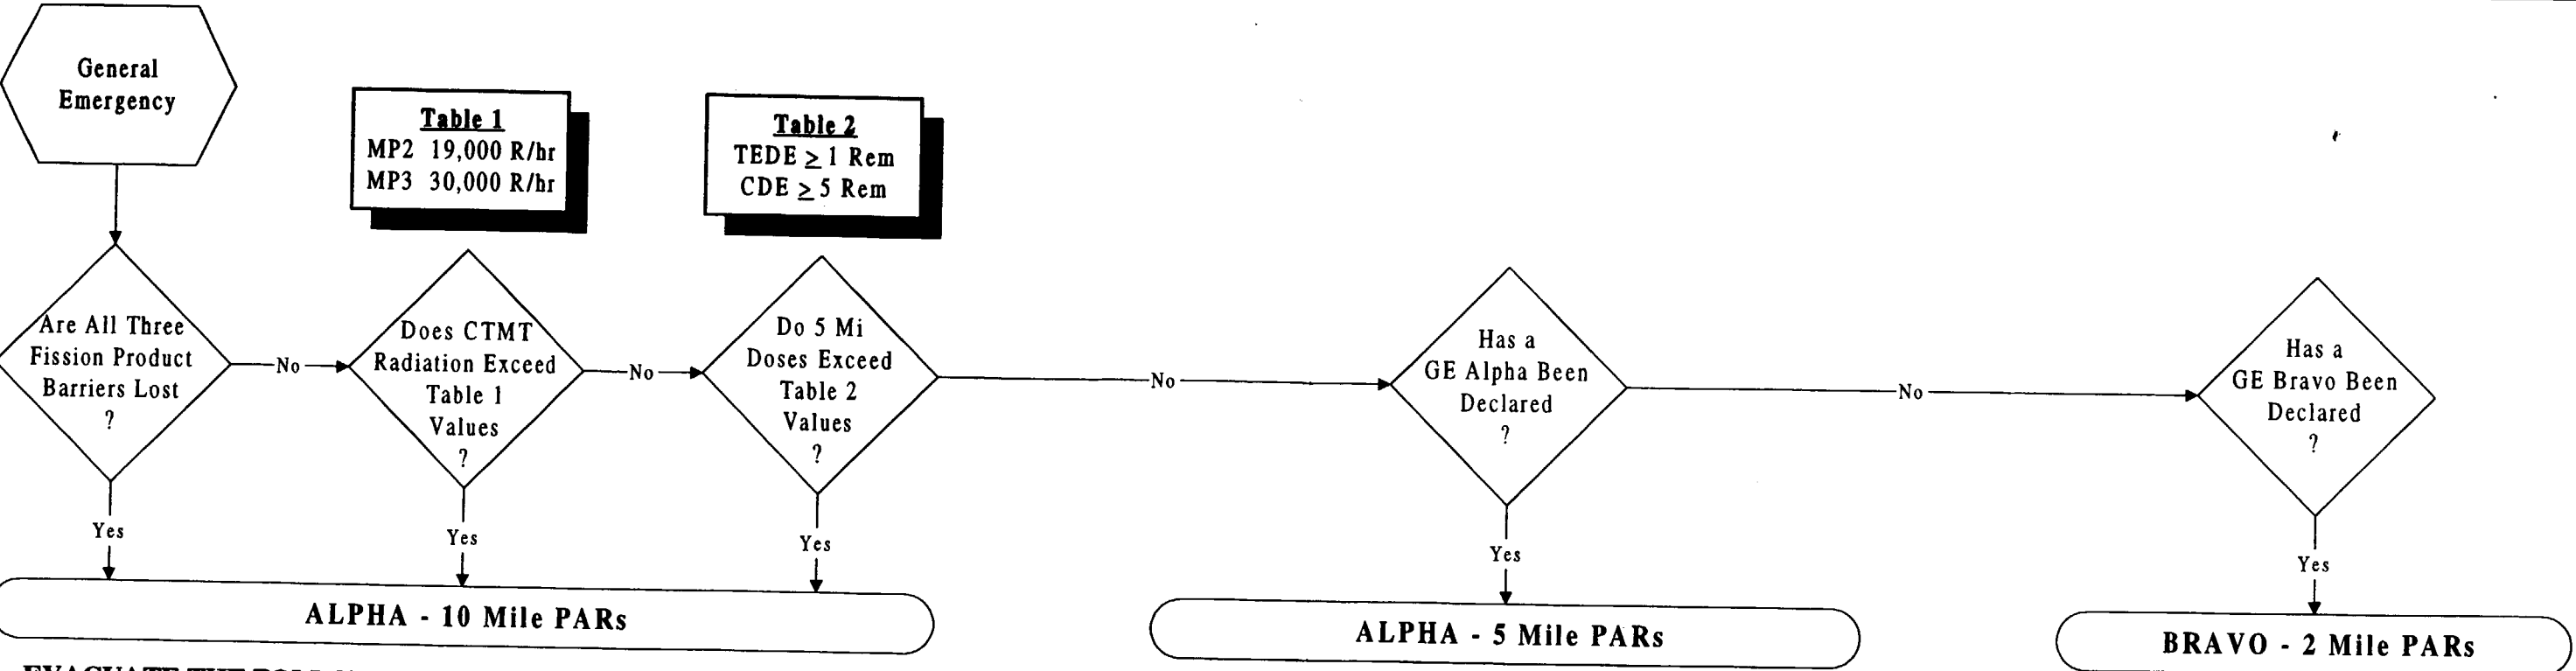 General
Emergency
Table 1
MP2 19,000 R/hr
MP3 30,000 R/hr
Table 2
TEDE ≥ 1 Rem
CDE ≥ 5 Rem
Are All Three
Fission Product
Barriers Lost
?
No
Does CTMT
Radiation Exceed
Table 1
Values
?
No
Do 5 Mi
Doses Exceed
Table 2
Values
?
No
Has a
GE Alpha Been
Declared
?
No
Has a
GE Bravo Been
Declared
?
Yes
Yes
Yes
Yes
Yes
ALPHA - 10 Mile PARs
ALPHA - 5 Mile PARs
BRAVO - 2 Mile PARs